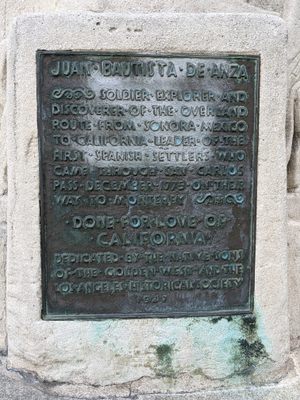 JUAN·BAUTISTA·DE·ANZA
SOLDIER·EXPLORER·AND
DISCOVERER·OF·THE·OVERLAND
ROUTE·FROM·SONORA·MEXICO
TO·CALIFORNIA·LEADER·OF·THE
FIRST·SPANISH·SETTLERS·WHO
CAME·THROUGH·SAN·CARLOS
PASS·DECEMBER·1775·ON·THEIR
WAY·TO·MONTEREY
DONE·FOR·LOVE·OF
CALIFORNIA
DEDICATED·BY·THE·NATIVE·SONS
OF·THE·GOLDEN·WEST·AND·THE
LOS·ANGELES·HISTORICAL·SOCIETY